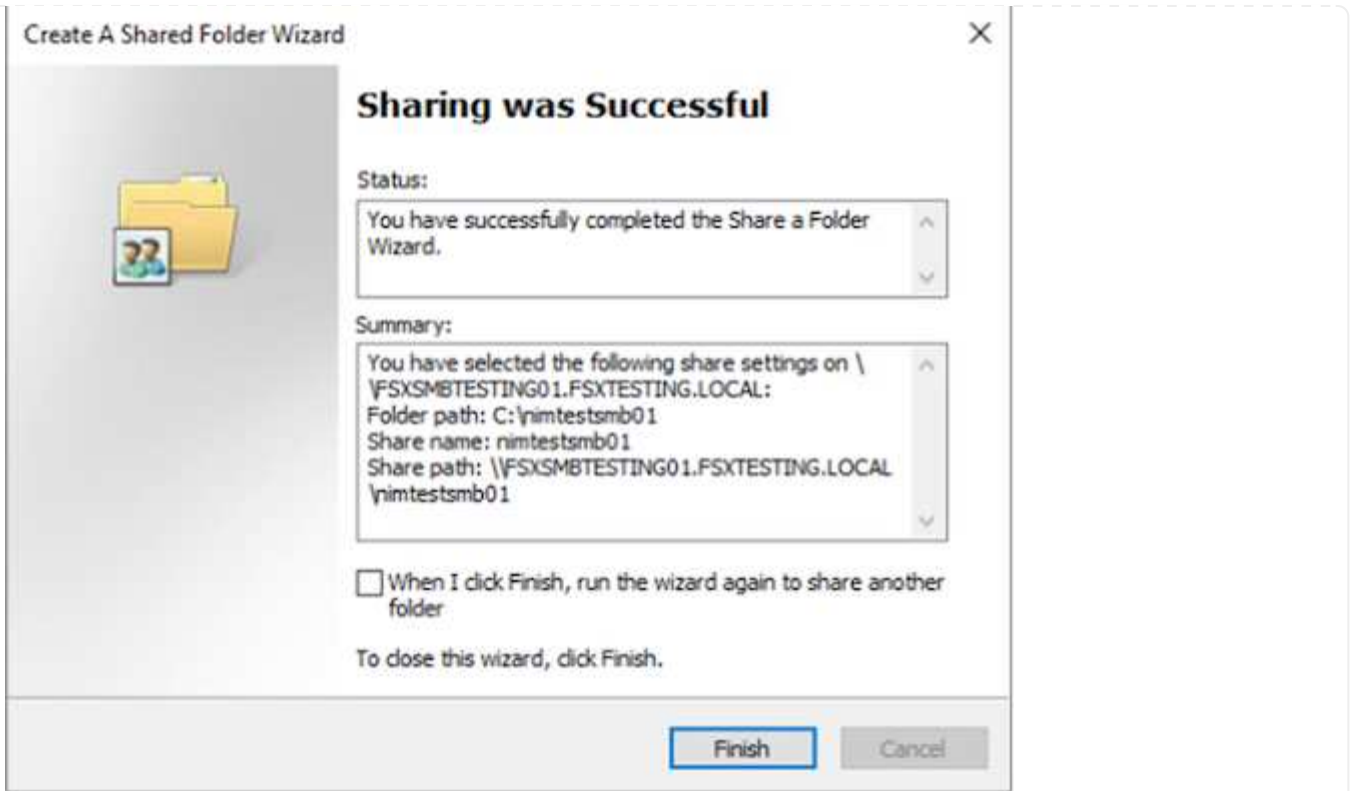 Create A Shared Folder Wizard
Sharing was Successful
Status:
You have successfully completed the Share a Folder
Wizard.
Summary:
You have selected the following share settings on \
\FSXSMBTESTING01.FSXTESTING.LOCAL:
Folder path: C:\nimtestsmb01
Share name: nimtestsmb01
Share path: \\FSXSMBTESTING01.FSXTESTING.LOCAL
\nimtestsmb01
When I click Finish, run the wizard again to share another
folder
To close this wizard, click Finish.
Finish
Cancel